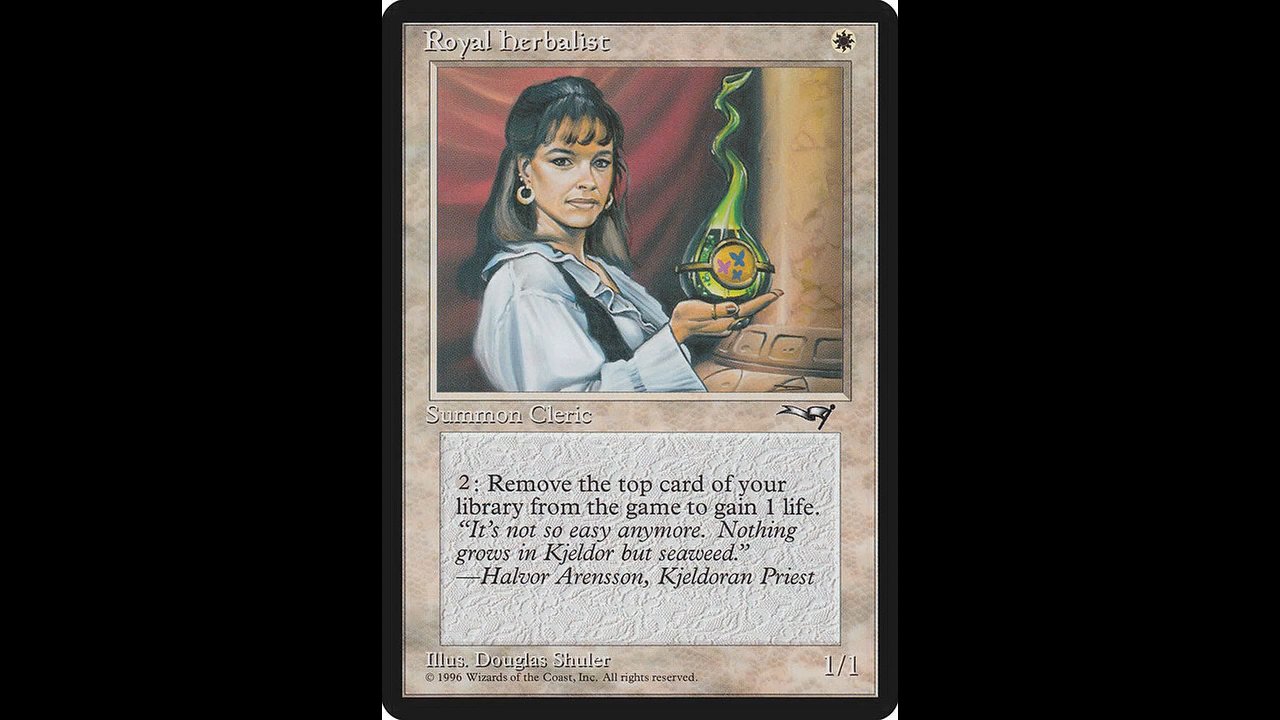 Royal Herbalist
Summon Cleric
2: Remove the top card of your
library from the game to gain 1 life.
“It’s not so easy anymore. Nothing
grows in Kjeldor but seaweed.”
—Halvor Arensson, Kjeldoran Priest
Illus. Douglas Shuler
1/1
© 1996 Wizards of the Coast, Inc. All rights reserved.